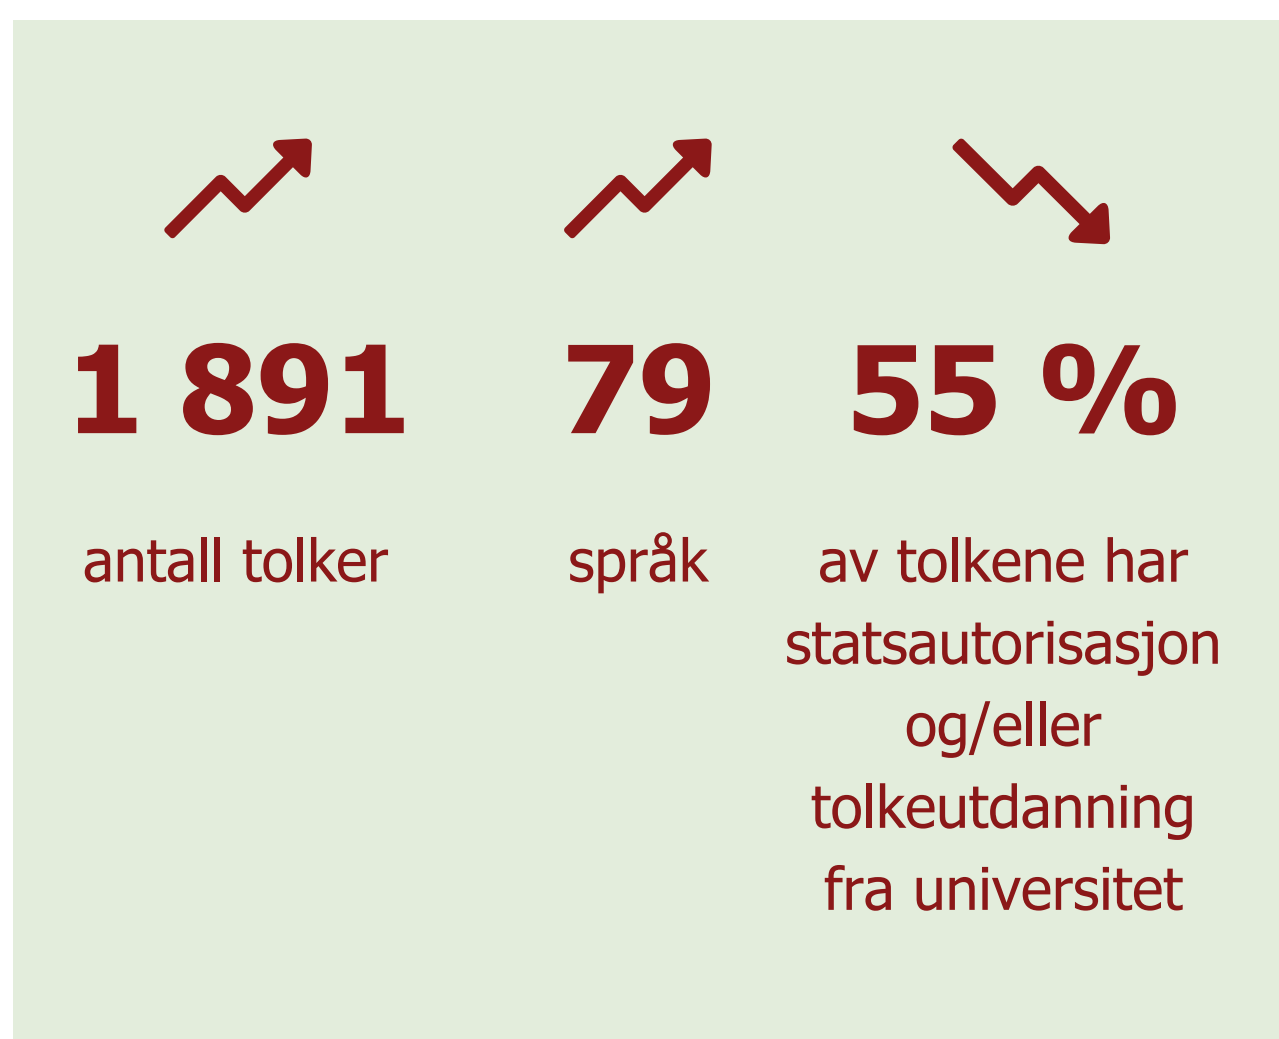 1 891
antall tolker
79
språk
55 %
av tolkene har
statsautorisasjon
og/eller
tolkeutdanning
fra universitet